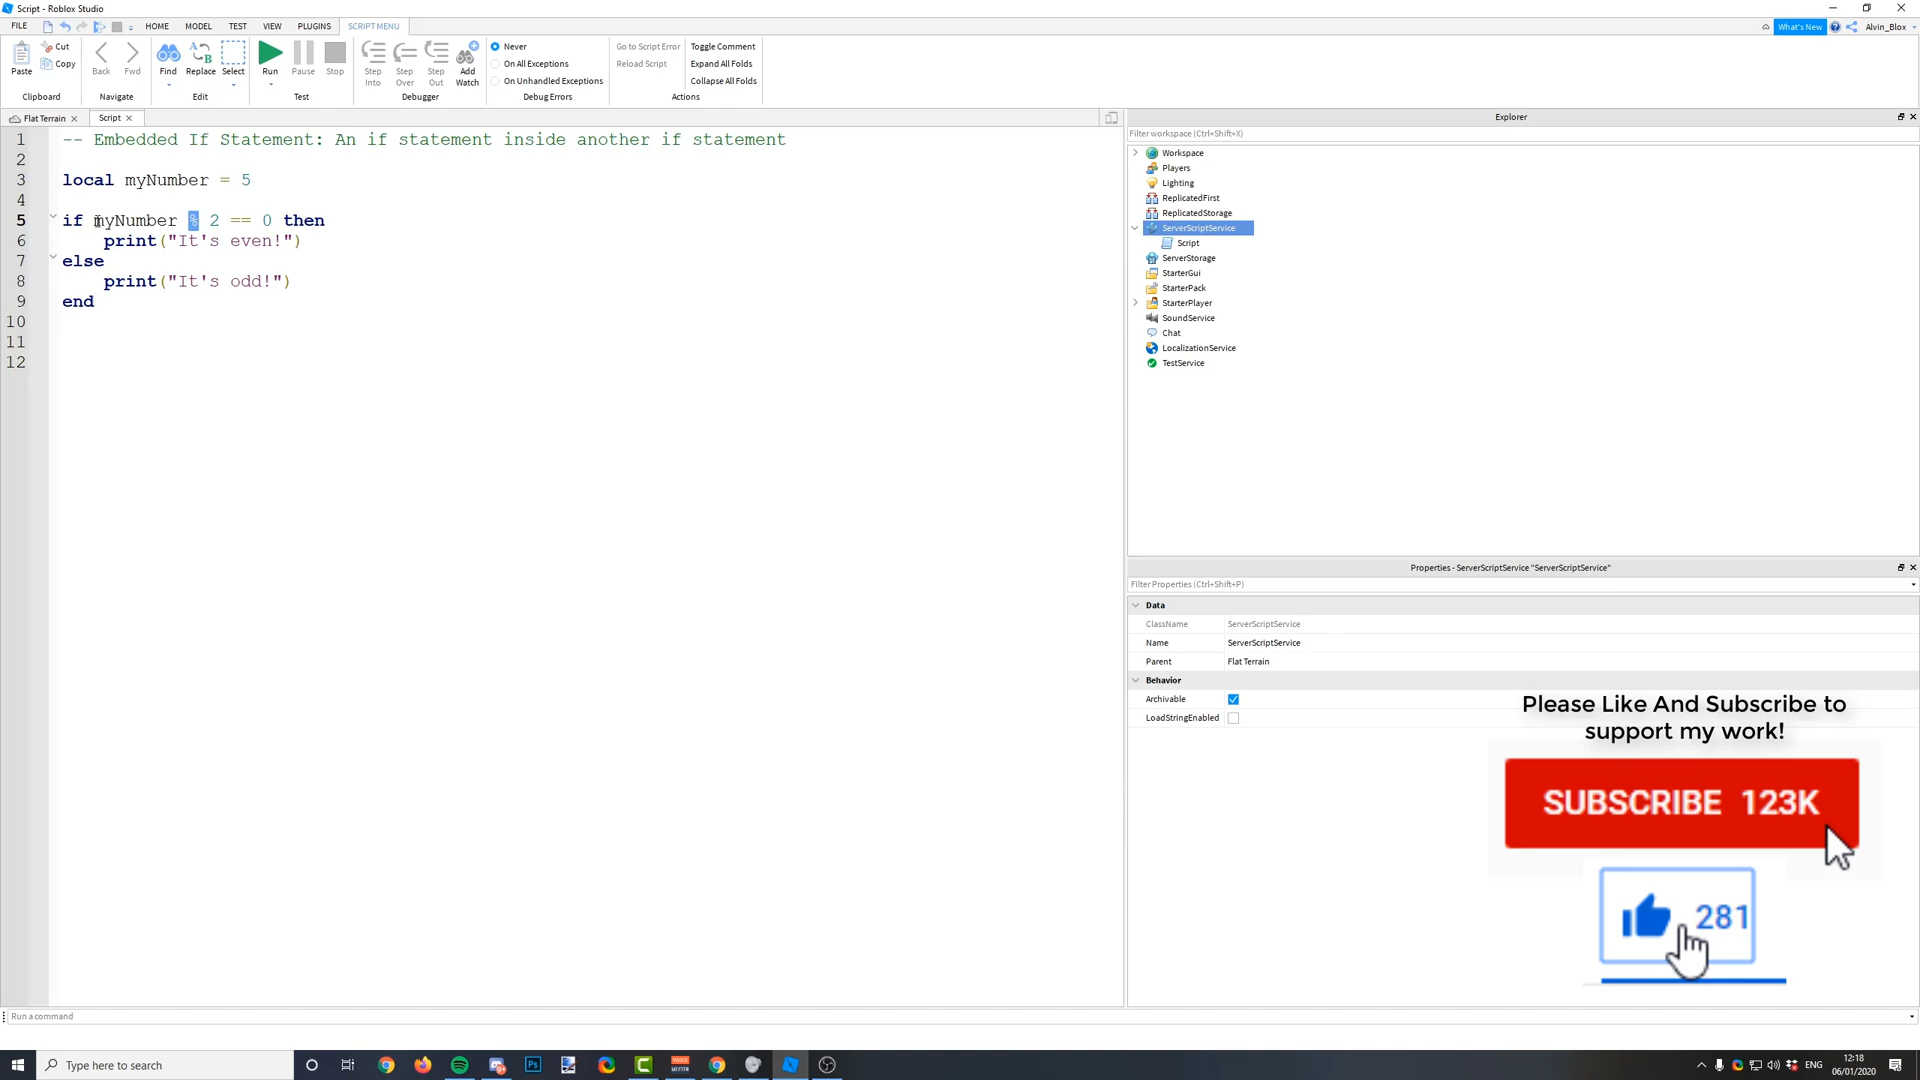 Script - Roblox Studio
FILE HOME MODEL TEST VIEW PLUGINS SCRIPT MENU What's New Alvin_Blox
Paste Cut Copy Back Fwd Find Replace Select Run Pause Stop Step Into Step Over Step Out Add Watch Never On All Exceptions On Unhandled Exceptions Go to Script Error Reload Script Toggle Comment Expand All Folds Collapse All Folds
Clipboard Navigate Edit Test Debugger Debug Errors Actions
Flat Terrain Script
1 -- Embedded If Statement: An if statement inside another if statement
2
3 local myNumber = 5
4
5 if myNumber % 2 == 0 then
6 print("It's even!")
7 else
8 print("It's odd!")
9 end
10
11
12
Explorer
Filter workspace (Ctrl+Shift+X)
Workspace
Players
Lighting
ReplicatedFirst
ReplicatedStorage
ServerScriptService
Script
ServerStorage
StarterGui
StarterPack
StarterPlayer
SoundService
Chat
LocalizationService
TestService
Properties - ServerScriptService "ServerScriptService"
Filter Properties (Ctrl+Shift+P)
Data
ClassName ServerScriptService
Name ServerScriptService
Parent Flat Terrain
Behavior
Archivable
LoadStringEnabled
Please Like And Subscribe to
support my work!
SUBSCRIBE 123K
281
Run a command
Type here to search
ENG
12:18
06/01/2020